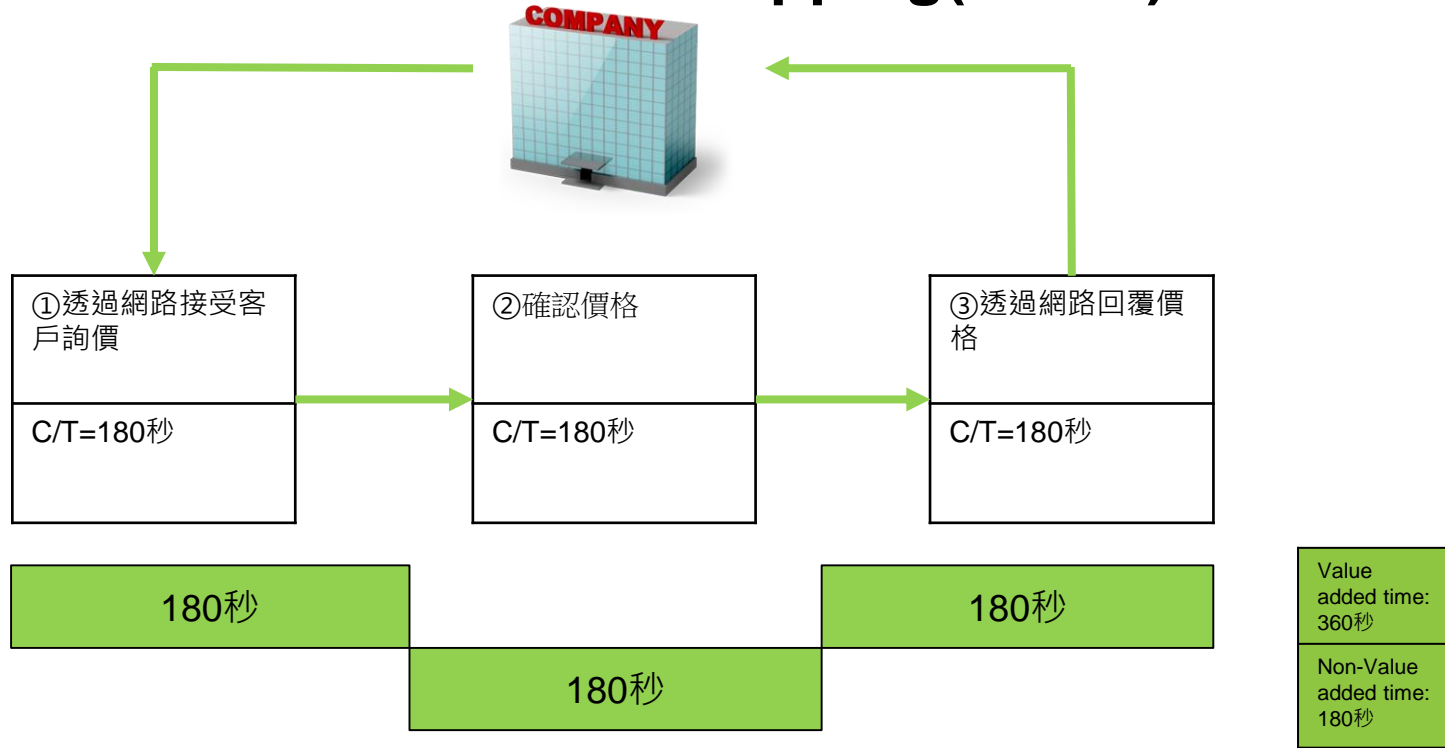 COMPANY
①透過網路接受客
戶詢價
C/T=180秒
②確認價格
C/T=180秒
③透過網路回覆價
格
C/T=180秒
180秒
180秒
180秒
Value
added time:
360秒
Non-Value
added time:
180秒